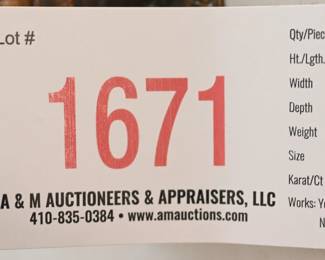 Lot #
1671
A & M AUCTIONEERS & APPRAISERS, LLC
410-835-0384 • www.amauctions.com
Qty/Piec
Ht./Lgth.
Width
Depth
Weight
Size
Karat/Ct
Works: Y
N